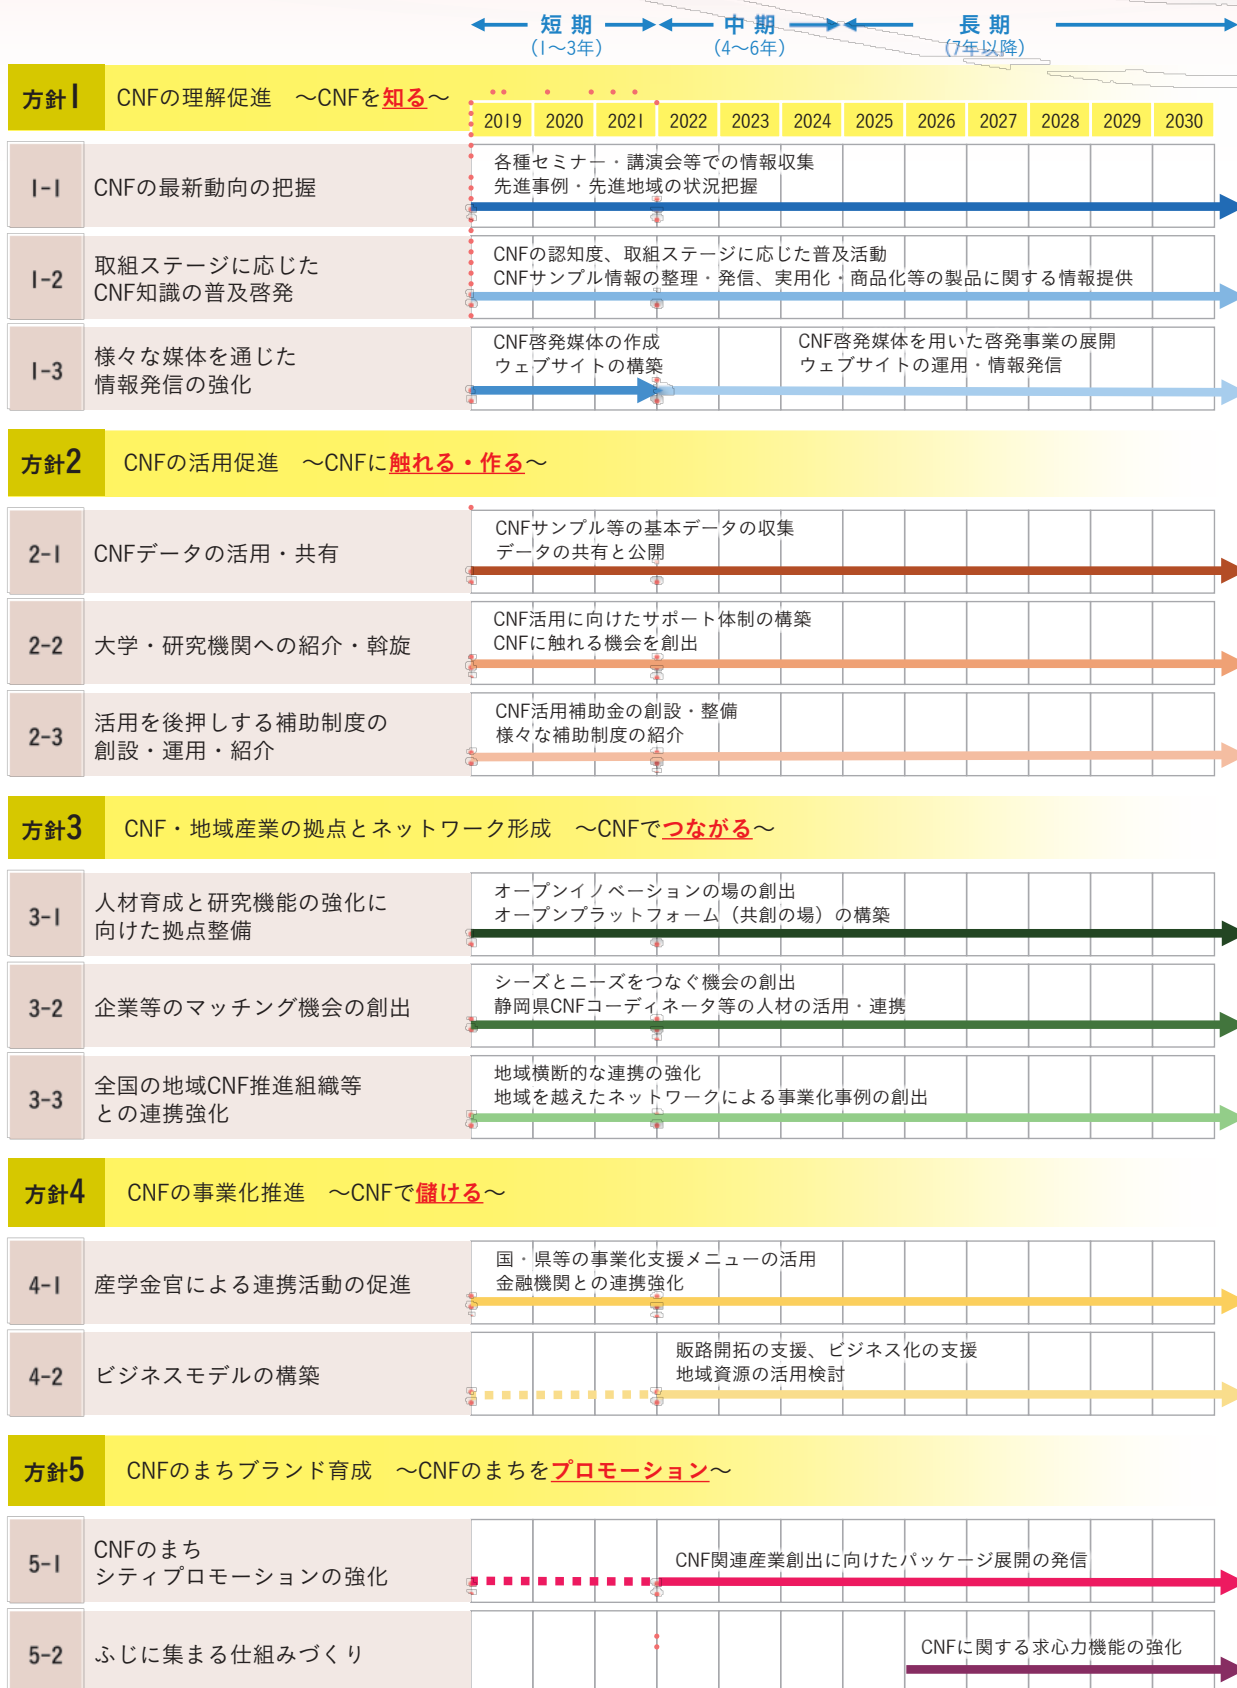 短期 中期 長期
(1～3年) (4～6年) (7年以降)
方針1 CNFの理解促進 ～CNFを知る～
2019 2020 2021 2022 2023 2024 2025 2026 2027 2028 2029 2030
1-1 CNFの最新動向の把握
各種セミナー・講演会等での情報収集
先進事例・先進地域の状況把握
1-2 取組ステージに応じた
CNF知識の普及啓発
CNFの認知度、取組ステージに応じた普及活動
CNFサンプル情報の整理・発信、実用化・商品化等の製品に関する情報提供
1-3 様々な媒体を通じた
情報発信の強化
CNF啓発媒体の作成
ウェブサイトの構築
CNF啓発媒体を用いた啓発事業の展開
ウェブサイトの運用・情報発信
方針2 CNFの活用促進 ～CNFに触れる・作る～
2-1 CNFデータの活用・共有
CNFサンプル等の基本データの収集
データの共有と公開
2-2 大学・研究機関への紹介・斡旋
CNF活用に向けたサポート体制の構築
CNFに触れる機会を創出
2-3 活用を後押しする補助制度の
創設・運用・紹介
CNF活用補助金の創設・整備
様々な補助制度の紹介
方針3 CNF・地域産業の拠点とネットワーク形成 ～CNFでつながる～
3-1 人材育成と研究機能の強化に
向けた拠点整備
オープンイノベーションの場の創出
オープンプラットフォーム（共創の場）の構築
3-2 企業等のマッチング機会の創出
シーズとニーズをつなぐ機会の創出
静岡県CNFコーディネータ等の人材の活用・連携
3-3 全国の地域CNF推進組織等
との連携強化
地域横断的な連携の強化
地域を越えたネットワークによる事業化事例の創出
方針4 CNFの事業化推進 ～CNFで儲ける～
4-1 産学金官による連携活動の促進
国・県等の事業化支援メニューの活用
金融機関との連携強化
4-2 ビジネスモデルの構築
販路開拓の支援、ビジネス化の支援
地域資源の活用検討
方針5 CNFのまちブランド育成 ～CNFのまちをプロモーション～
5-1 CNFのまち
シティプロモーションの強化
CNF関連産業創出に向けたパッケージ展開の発信
5-2 ふじに集まる仕組みづくり
CNFに関する求心力機能の強化